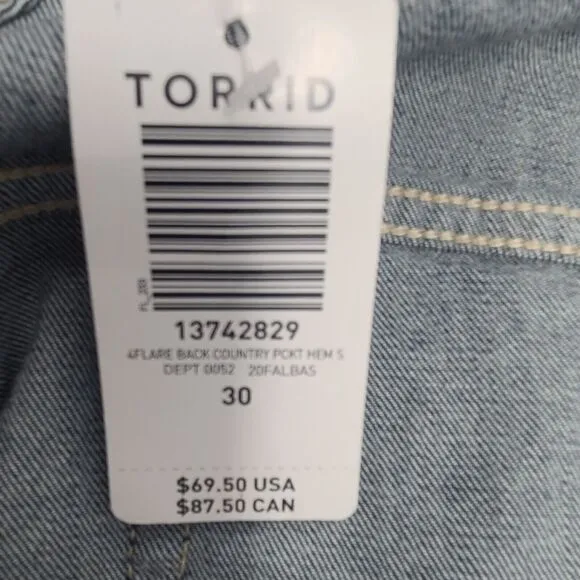 TORRID
13742829
4FLARE BACK COUNTRY PCKT HEM S
DEPT 0052 20FALBAS
30
$69.50 USA
$87.50 CAN